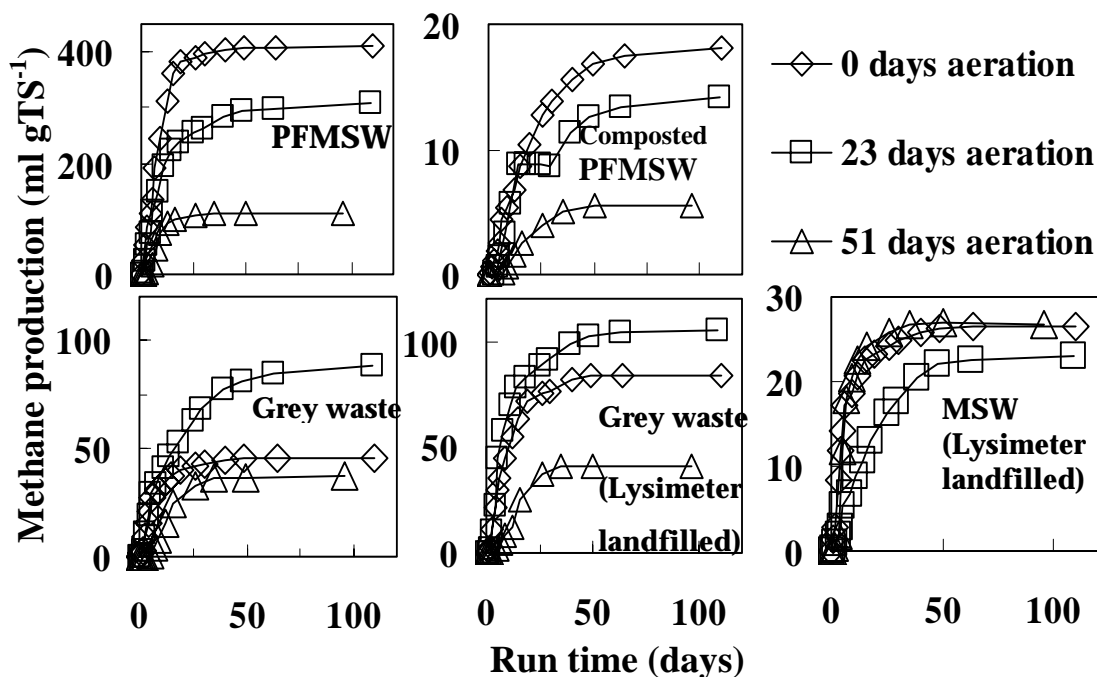 Methane production (ml gTS⁻¹)
400
200
0
PFMSW
20
10
0
Composted
PFMSW
0 days aeration
23 days aeration
51 days aeration
100
50
0
Grey waste
0
50
100
100
50
0
Grey waste
(Lysimeter
landfilled)
0
50
100
30
20
10
0
MSW
(Lysimeter
landfilled)
0
50
100
Run time (days)